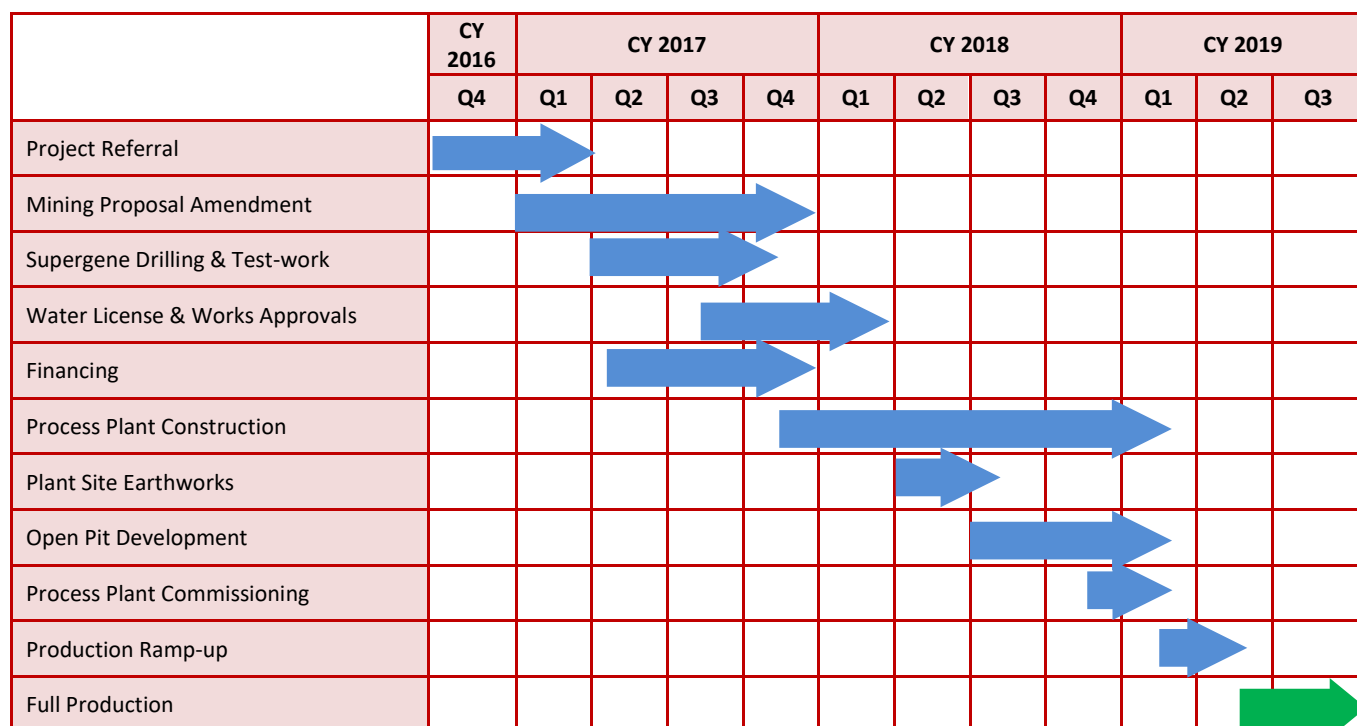 CY 2016 CY 2017 CY 2018 CY 2019
Q4 Q1 Q2 Q3 Q4 Q1 Q2 Q3 Q4 Q1 Q2 Q3
Project Referral
Mining Proposal Amendment
Supergene Drilling & Test-work
Water License & Works Approvals
Financing
Process Plant Construction
Plant Site Earthworks
Open Pit Development
Process Plant Commissioning
Production Ramp-up
Full Production